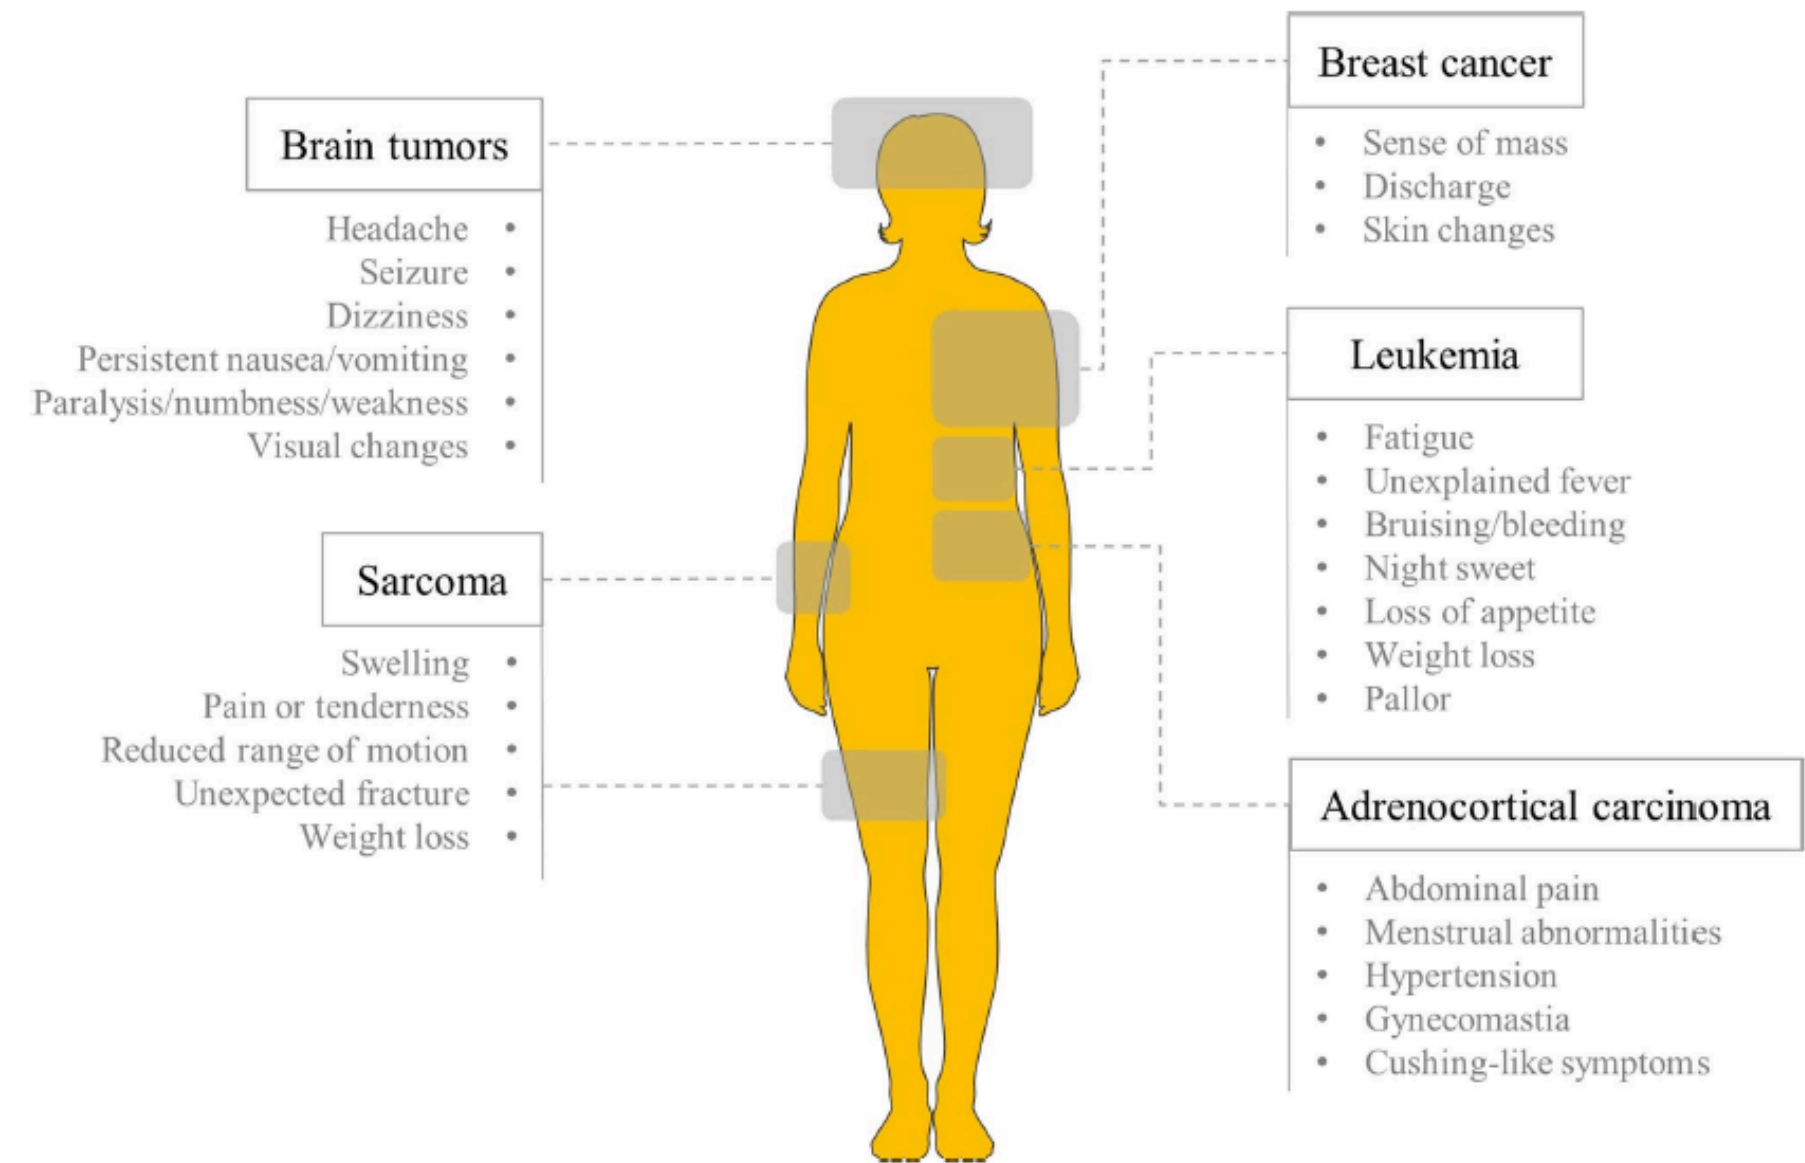 Brain tumors
Headache •
Seizure •
Dizziness •
Persistent nausea/vomiting •
Paralysis/numbness/weakness •
Visual changes •
Sarcoma
Swelling •
Pain or tenderness •
Reduced range of motion •
Unexpected fracture •
Weight loss •
Breast cancer
• Sense of mass
• Discharge
• Skin changes
Leukemia
• Fatigue
• Unexplained fever
• Bruising/bleeding
• Night sweet
• Loss of appetite
• Weight loss
• Pallor
Adrenocortical carcinoma
• Abdominal pain
• Menstrual abnormalities
• Hypertension
• Gynecomastia
• Cushing-like symptoms